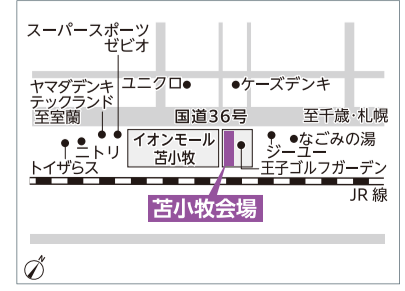 スーパースポーツ
ゼビオ
ヤマダデンキ
テックランド
ユニクロ
ケーズデンキ
至室蘭
国道36号
至千歳・札幌
ニトリ
トイザらス
イオンモール
苫小牧
ジーユー
なごみの湯
王子ゴルフガーデン
JR 線
苫小牧会場
N